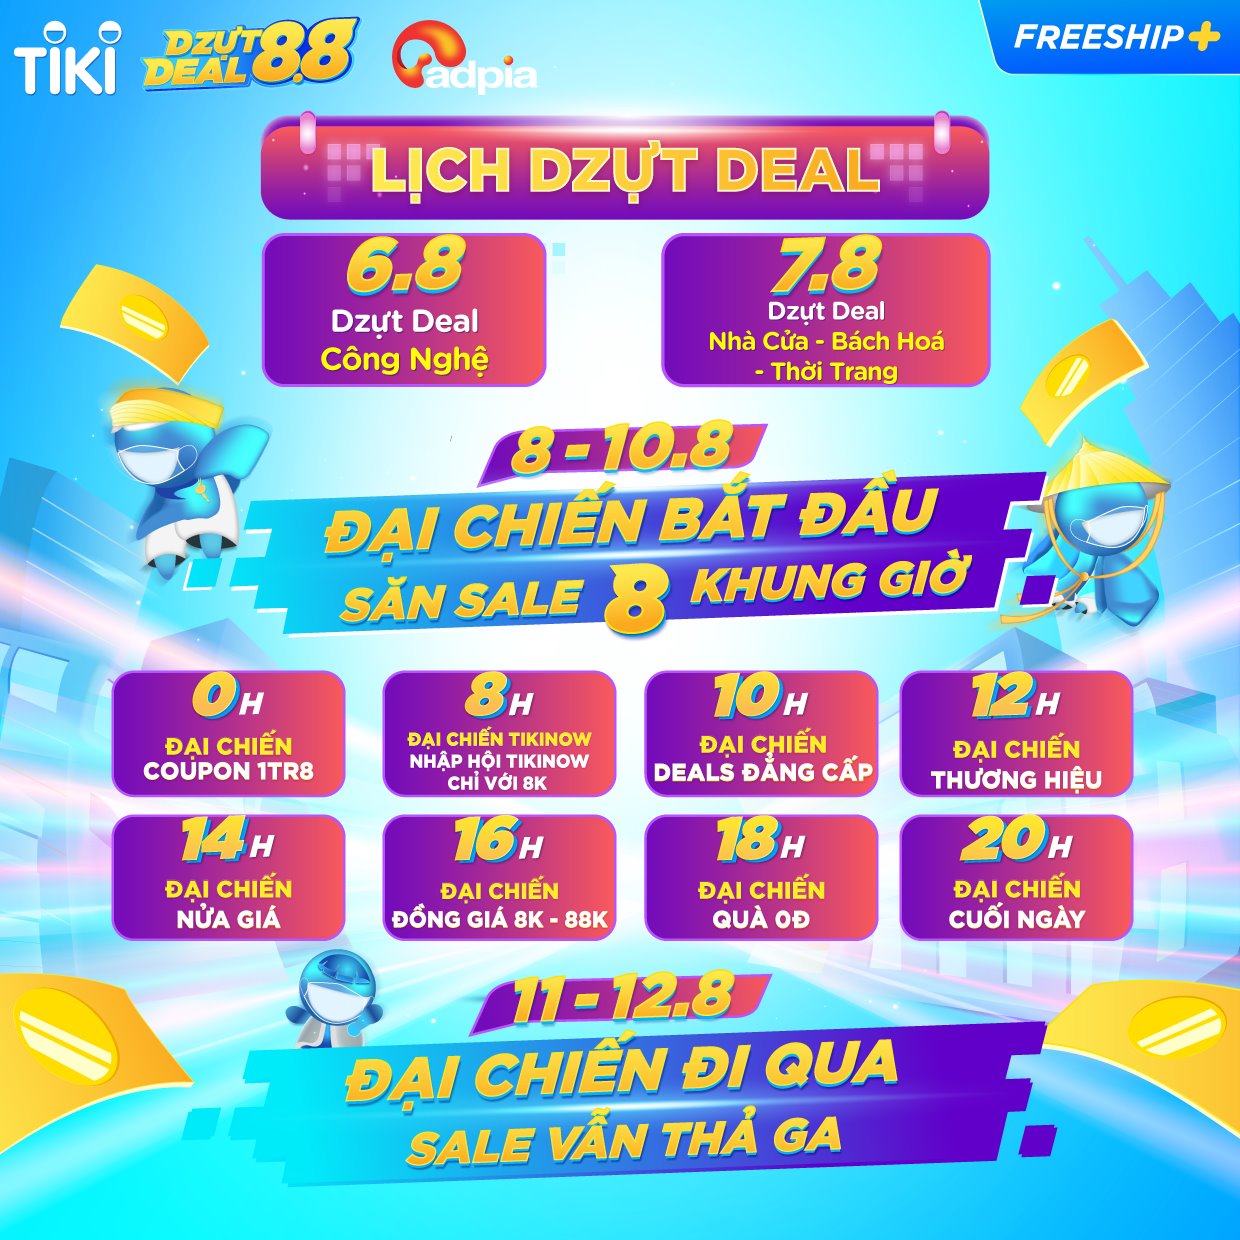 TIKI
DZỰT
DEAL 8.8
adpia
FREESHIP+
LỊCH DZỰT DEAL
6.8
Dzựt Deal
Công Nghệ
7.8
Dzựt Deal
Nhà Cửa - Bách Hoá
- Thời Trang
8 - 10.8
ĐẠI CHIẾN BẮT ĐẦU
SĂN SALE 8 KHUNG GIỜ
0H
ĐẠI CHIẾN
COUPON 1TR8
8H
ĐẠI CHIẾN TIKINOW
NHẬP HỘI TIKINOW
CHỈ VỚI 8K
10H
ĐẠI CHIẾN
DEALS ĐẲNG CẤP
12H
ĐẠI CHIẾN
THƯƠNG HIỆU
14H
ĐẠI CHIẾN
NỬA GIÁ
16H
ĐẠI CHIẾN
ĐỒNG GIÁ 8K - 88K
18H
ĐẠI CHIẾN
QUÀ 0Đ
20H
ĐẠI CHIẾN
CUỐI NGÀY
11 - 12.8
ĐẠI CHIẾN ĐI QUA
SALE VẪN THẢ GA